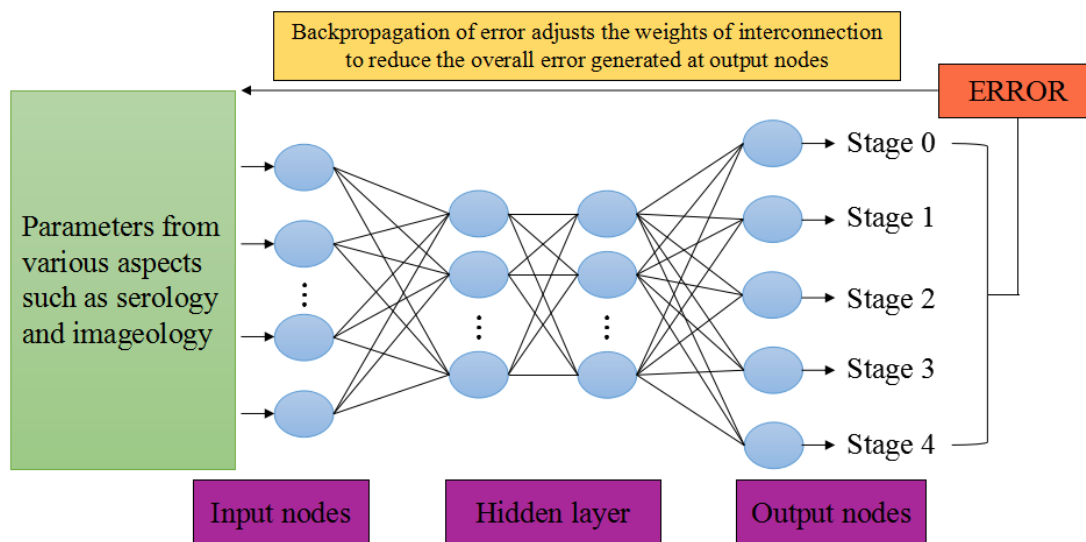 Backpropagation of error adjusts the weights of interconnection
to reduce the overall error generated at output nodes
ERROR
Parameters from
various aspects
such as serology
and imageology
Stage 0
Stage 1
Stage 2
Stage 3
Stage 4
Input nodes
Hidden layer
Output nodes